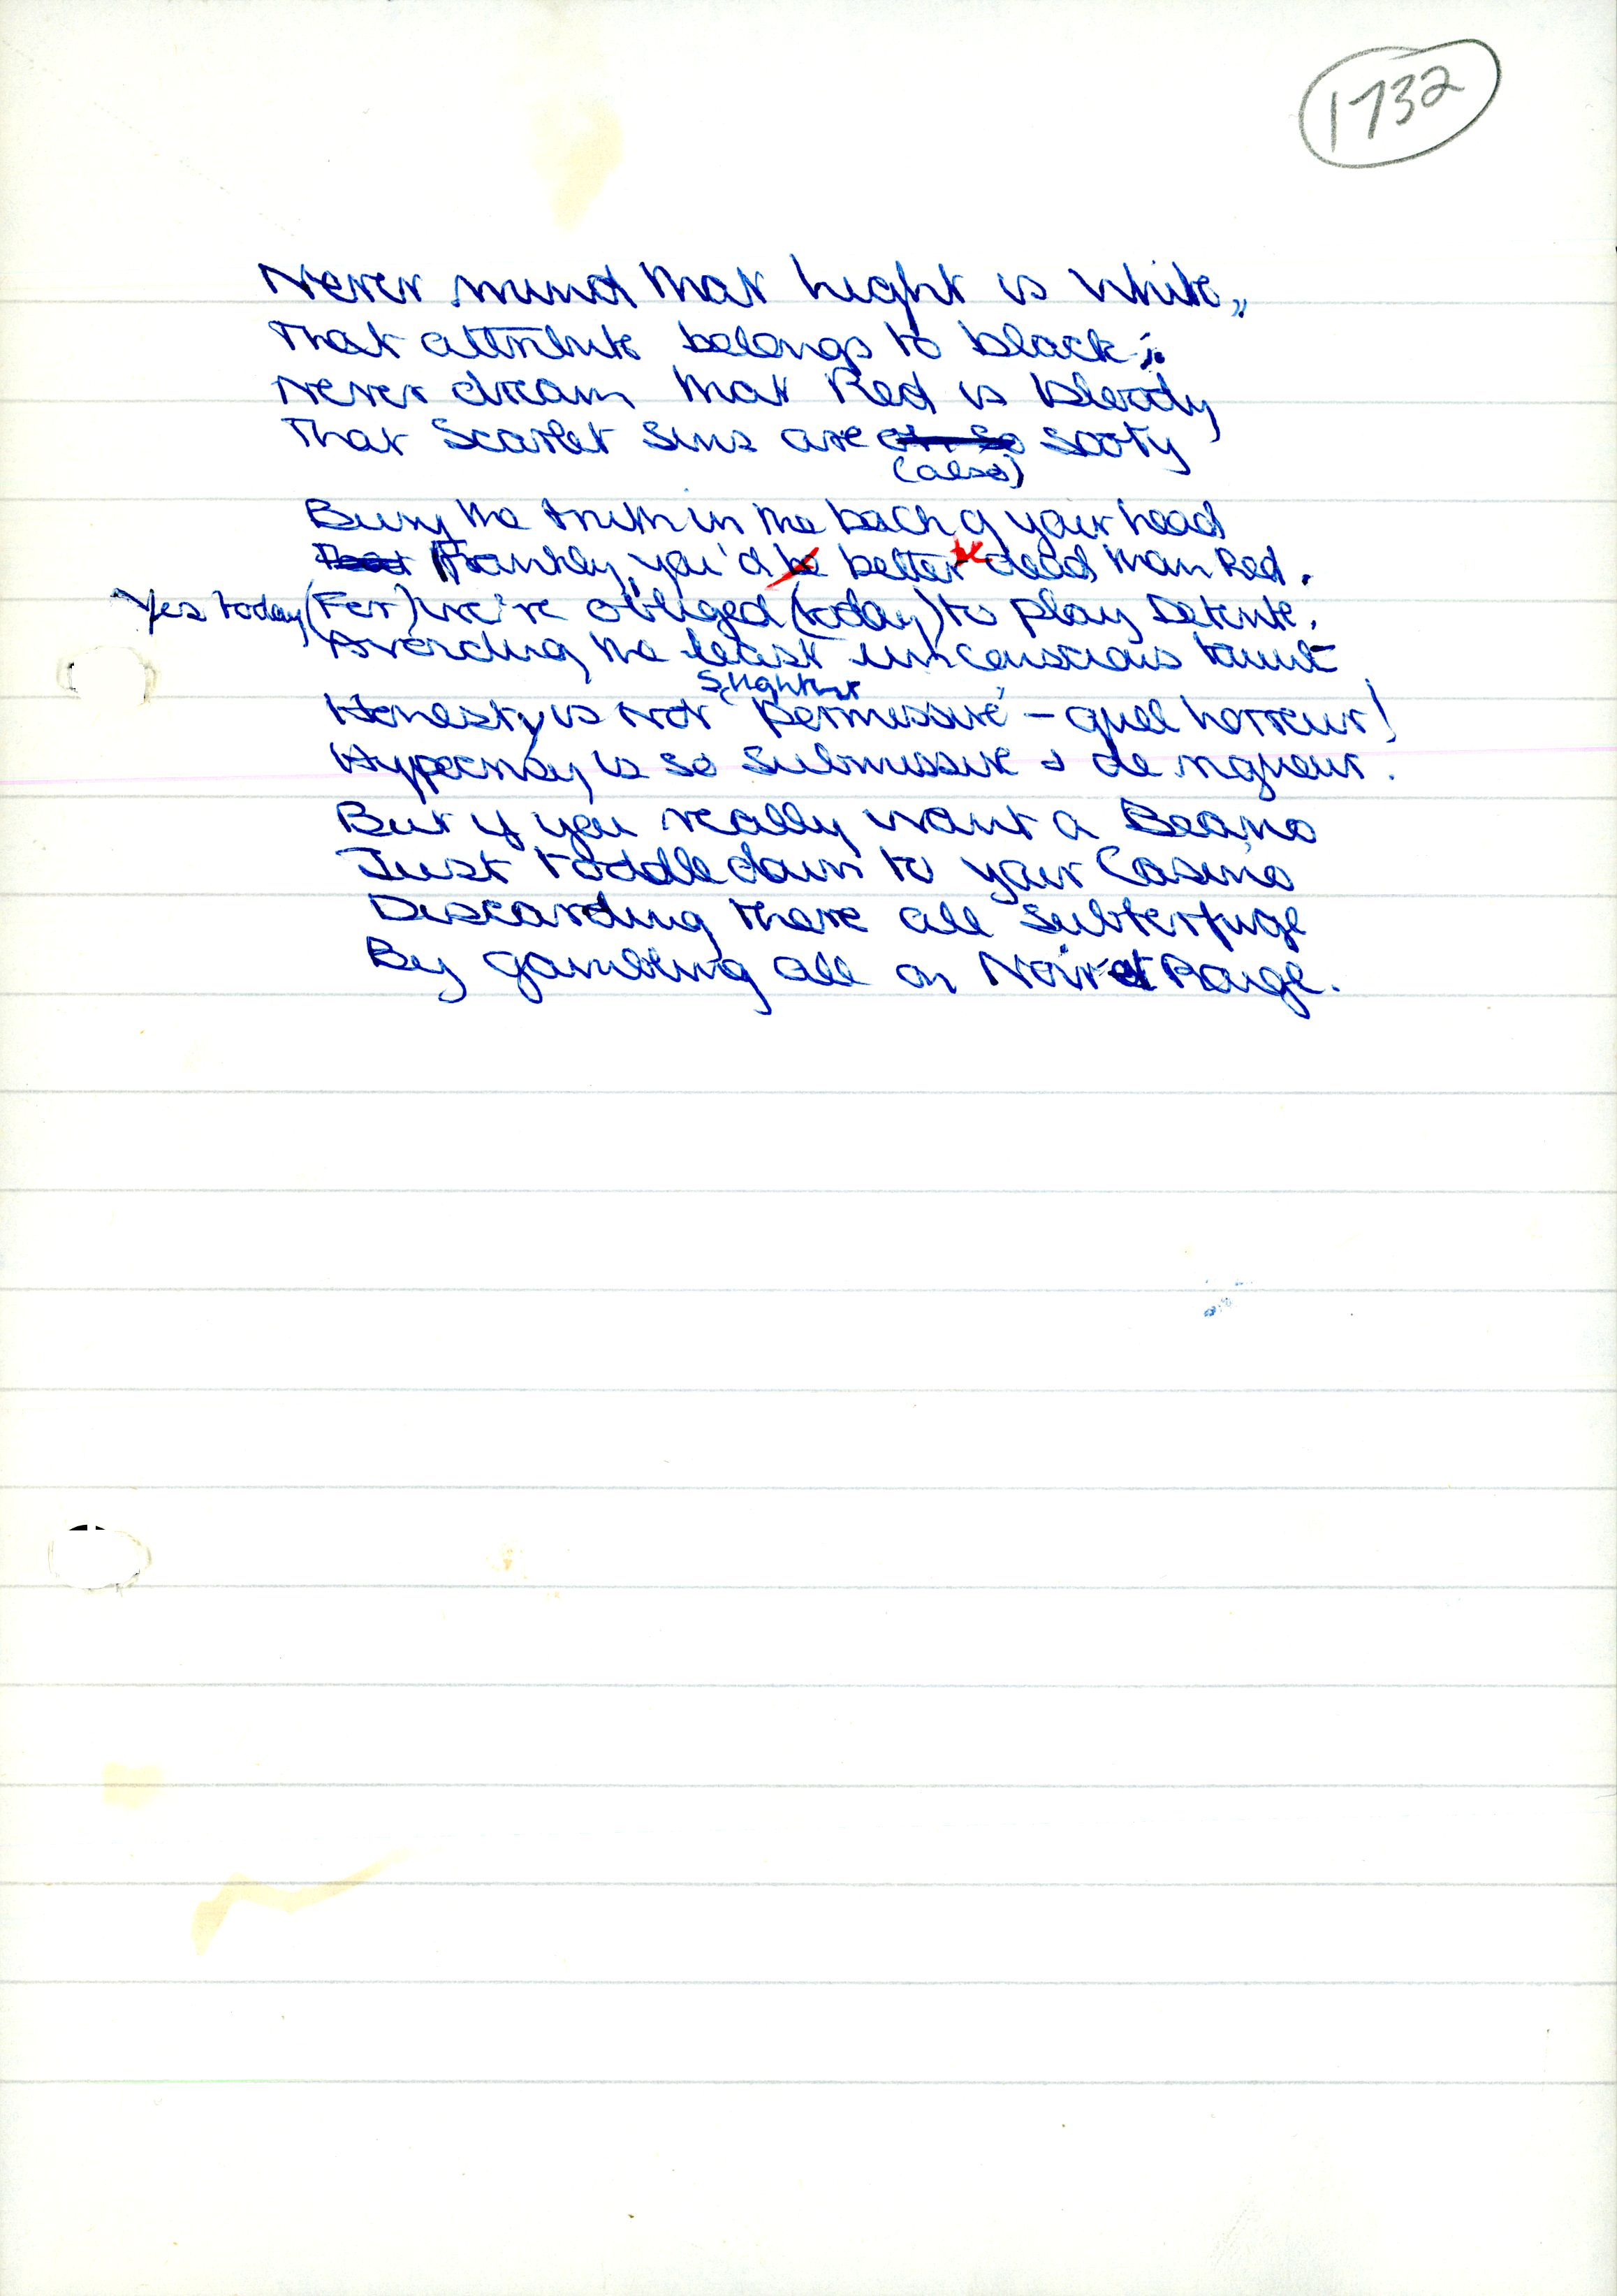 1732
Never mind that Light is White,
That attribute belongs to black;
Never dream that Red is bloody
That Scarlet Sins are oh so sooty
(also)
Bury the truth in the back of your head
Frankly, you'd be better dead than Red.
Yes today (For) we're obliged (today) to play Detente,
Avoiding the least unconscious taunt
Slightest
Honesty is not 'permissive' – quel horreur!
Hypocrisy is so submissive & de rigueur.
But if you really want a Beano
Just toddle down to your Casino
Discarding there all subterfuge
By gambling all on Noir et Rouge.